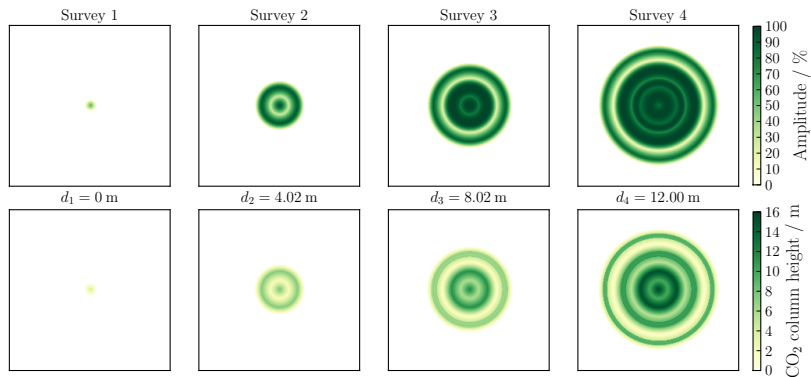 Survey 1
Survey 2
Survey 3
Survey 4
100
90
80
70
60
50
40
30
20
10
0
Amplitude / %
d₁ = 0 m
d₂ = 4.02 m
d₃ = 8.02 m
d₄ = 12.00 m
16
14
12
10
8
6
4
2
0
CO₂ column height / m